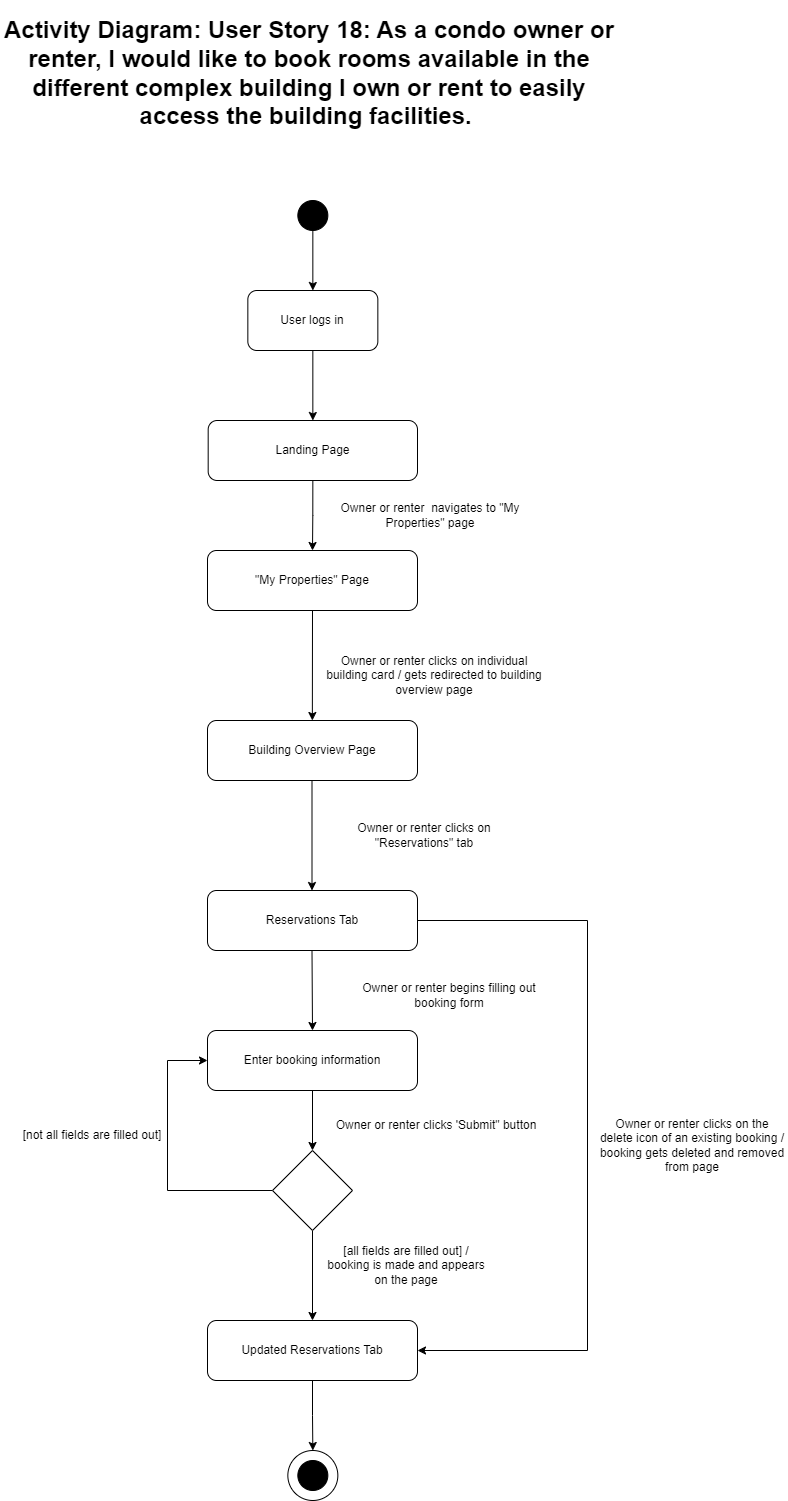 Activity Diagram: User Story 18: As a condo owner or
renter, I would like to book rooms available in the
different complex building I own or rent to easily
access the building facilities.
User logs in
Landing Page
Owner or renter  navigates to "My
Properties" page
"My Properties" Page
Owner or renter clicks on individual
building card / gets redirected to building
overview page
Building Overview Page
Owner or renter clicks on
"Reservations" tab
Reservations Tab
Owner or renter begins filling out
booking form
Enter booking information
Owner or renter clicks 'Submit" button
[not all fields are filled out]
Owner or renter clicks on the
delete icon of an existing booking /
booking gets deleted and removed
from page
[all fields are filled out] /
booking is made and appears
on the page
Updated Reservations Tab